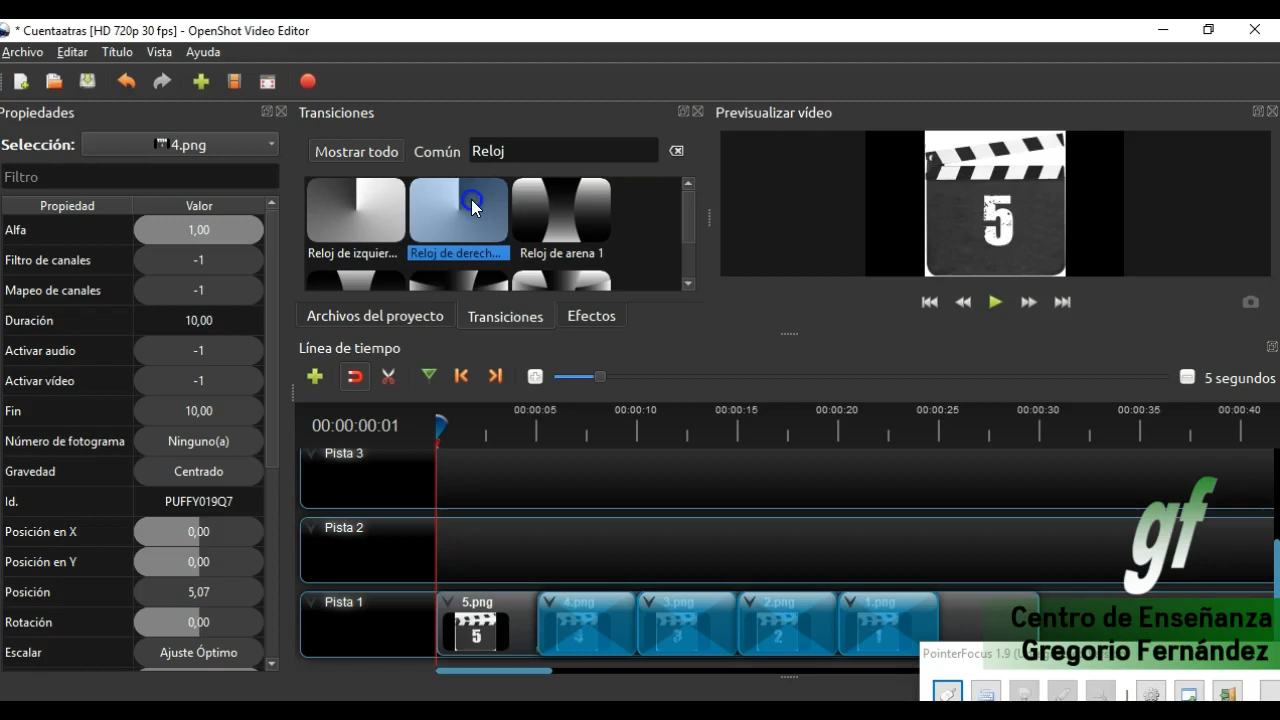 * Cuentaatras [HD 720p 30 fps] - OpenShot Video Editor
Archivo Editar Título Vista Ayuda
Propiedades
Transiciones
Previsualizar vídeo
Selección: 4.png
Mostrar todo Común Reloj
Filtro
Propiedad Valor
Alfa 1,00
Filtro de canales -1
Mapeo de canales -1
Duración 10,00
Activar audio -1
Activar vídeo -1
Fin 10,00
Número de fotograma Ninguno(a)
Gravedad Centrado
Id. PUFFY019Q7
Posición en X 0,00
Posición en Y 0,00
Posición 5,07
Rotación 0,00
Escalar Ajuste Óptimo
Reloj de izquier... Reloj de derech... Reloj de arena 1
Archivos del proyecto Transiciones Efectos
5
Línea de tiempo
5 segundos
00:00:00:01
00:00:05 00:00:10 00:00:15 00:00:20 00:00:25 00:00:30 00:00:35 00:00:40
Pista 3
Pista 2
Pista 1
5.png 4.png 3.png 2.png 1.png
5 4 3 2 1
gf
Centro de Enseñanza
Gregorio Fernández
PointerFocus 1.9